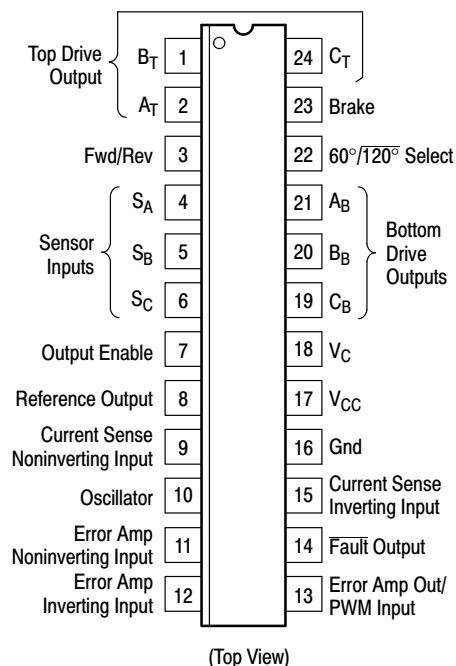 Top Drive
Output
B_T 1
A_T 2
24 C_T
23 Brake
Fwd/Rev 3
22 60°/1̅2̅0̅°̅ Select
Sensor
Inputs
S_A 4
S_B 5
S_C 6
21 A_B
20 B_B
19 C_B
Bottom
Drive
Outputs
Output Enable 7
18 V_C
Reference Output 8
17 V_CC
Current Sense
Noninverting Input
9
16 Gnd
Oscillator 10
15
Current Sense
Inverting Input
Error Amp
Noninverting Input
11
14 F̅a̅u̅l̅t̅ Output
Error Amp
Inverting Input
12
13
Error Amp Out/
PWM Input
(Top View)